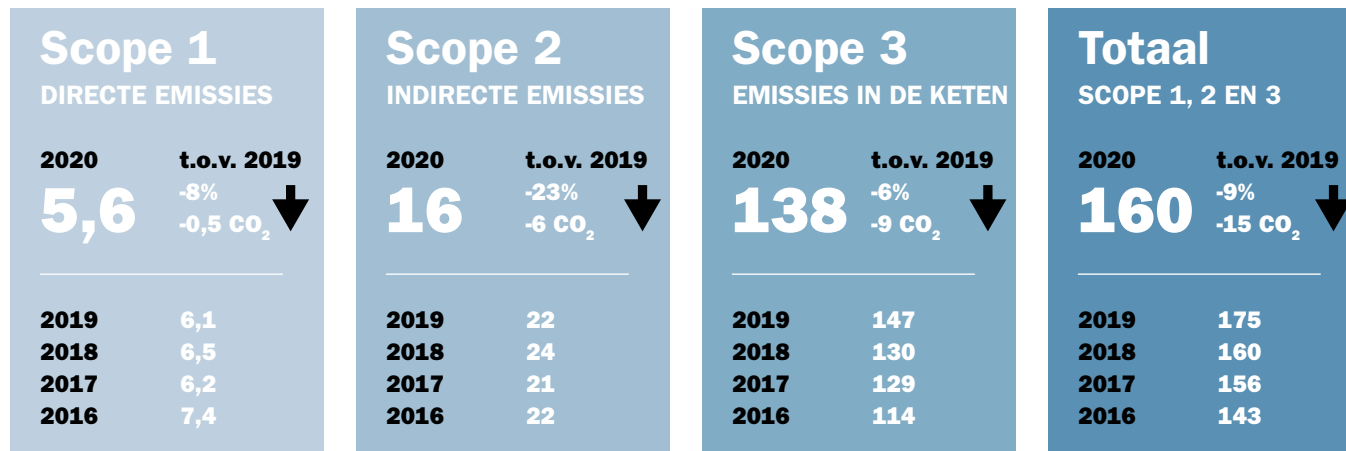 Scope 1
DIRECTE EMISSIES
2020 t.o.v. 2019
5,6 -8%
-0,5 CO2
2019 6,1
2018 6,5
2017 6,2
2016 7,4
Scope 2
INDIRECTE EMISSIES
2020 t.o.v. 2019
16 -23%
-6 CO2
2019 22
2018 24
2017 21
2016 22
Scope 3
EMISSIES IN DE KETEN
2020 t.o.v. 2019
138 -6%
-9 CO2
2019 147
2018 130
2017 129
2016 114
Totaal
SCOPE 1, 2 EN 3
2020 t.o.v. 2019
160 -9%
-15 CO2
2019 175
2018 160
2017 156
2016 143